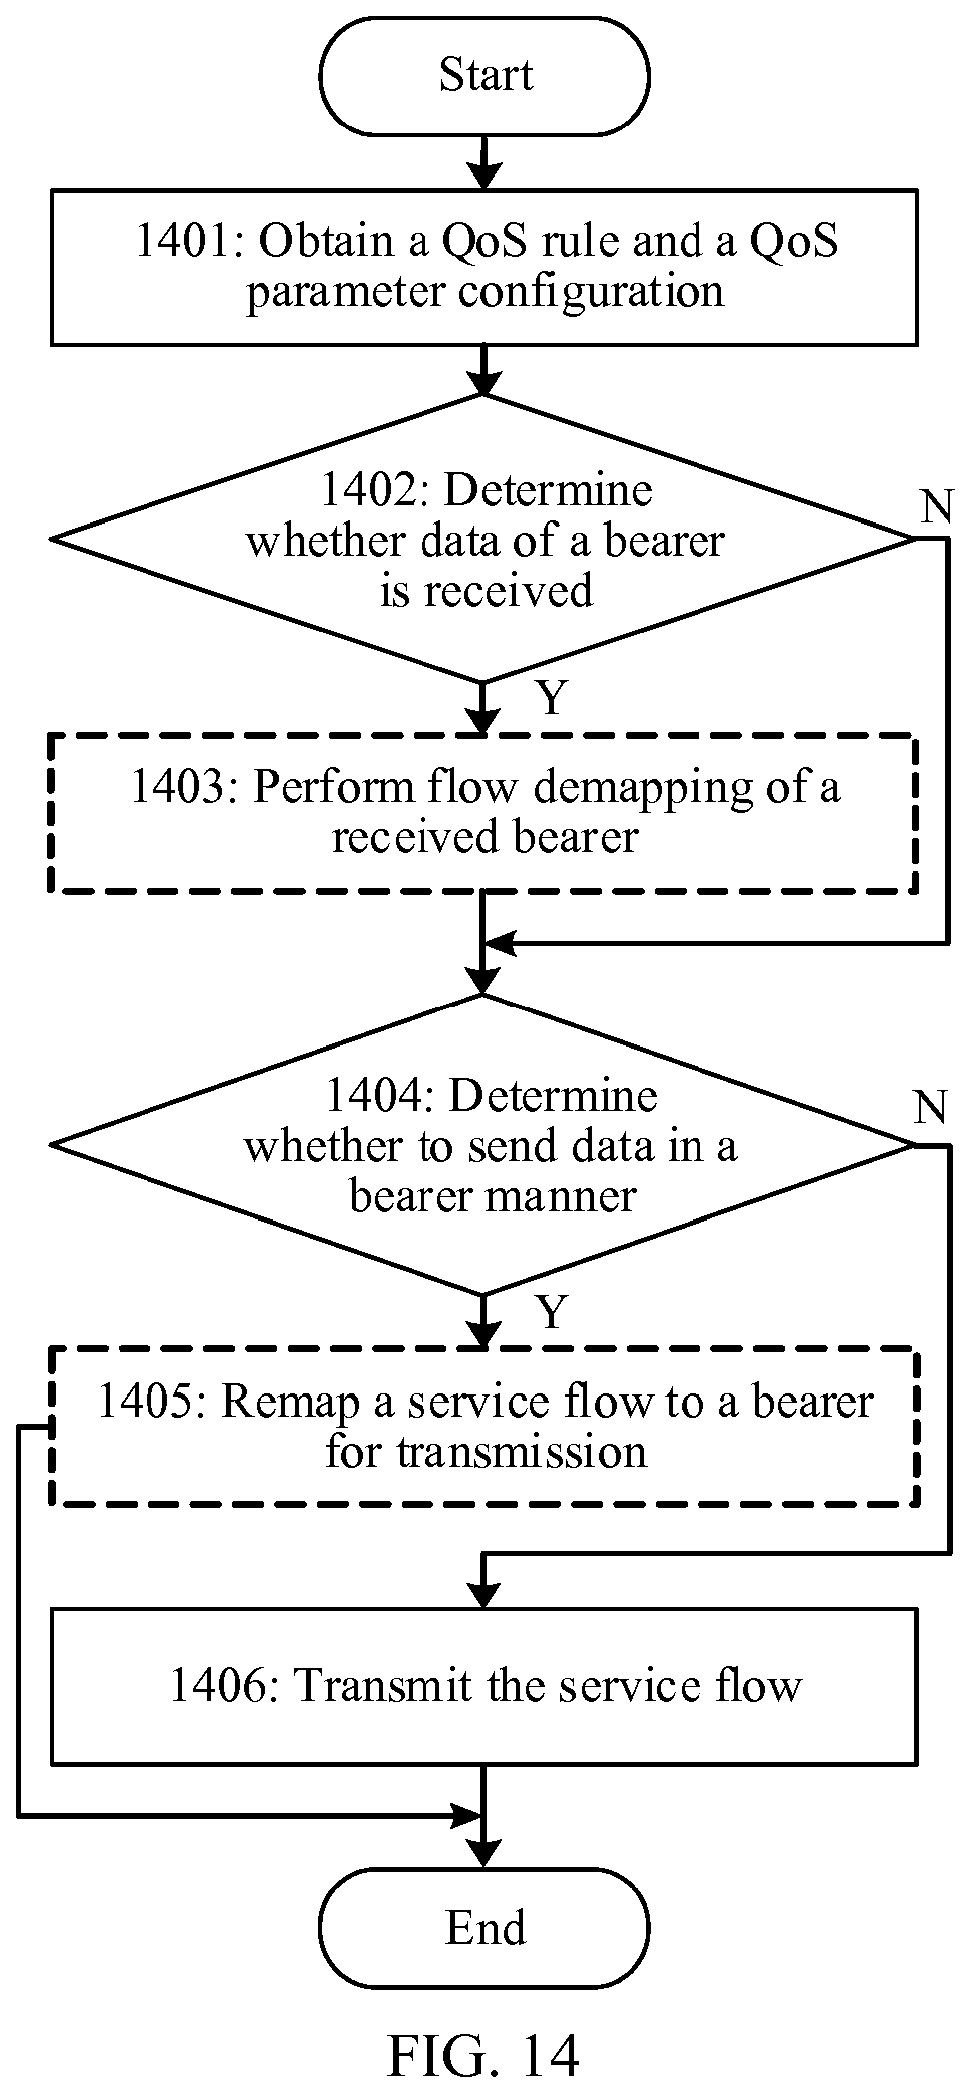 Start
1401: Obtain a QoS rule and a QoS
parameter configuration
1402: Determine
whether data of a bearer
is received
N
Y
1403: Perform flow demapping of a
received bearer
1404: Determine
whether to send data in a
bearer manner
N
Y
1405: Remap a service flow to a bearer
for transmission
1406: Transmit the service flow
End
FIG. 14